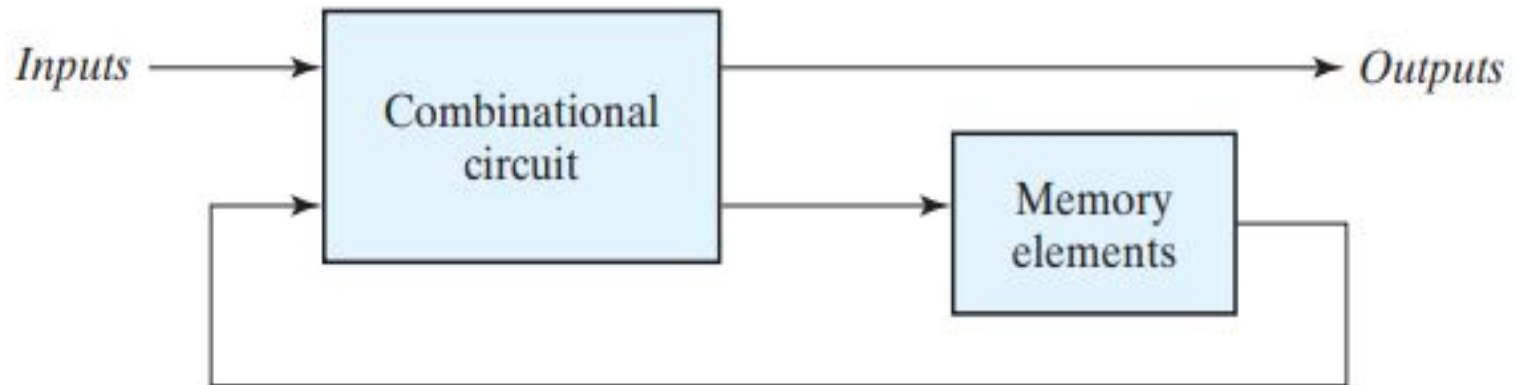 Inputs
Combinational
circuit
Outputs
Memory
elements